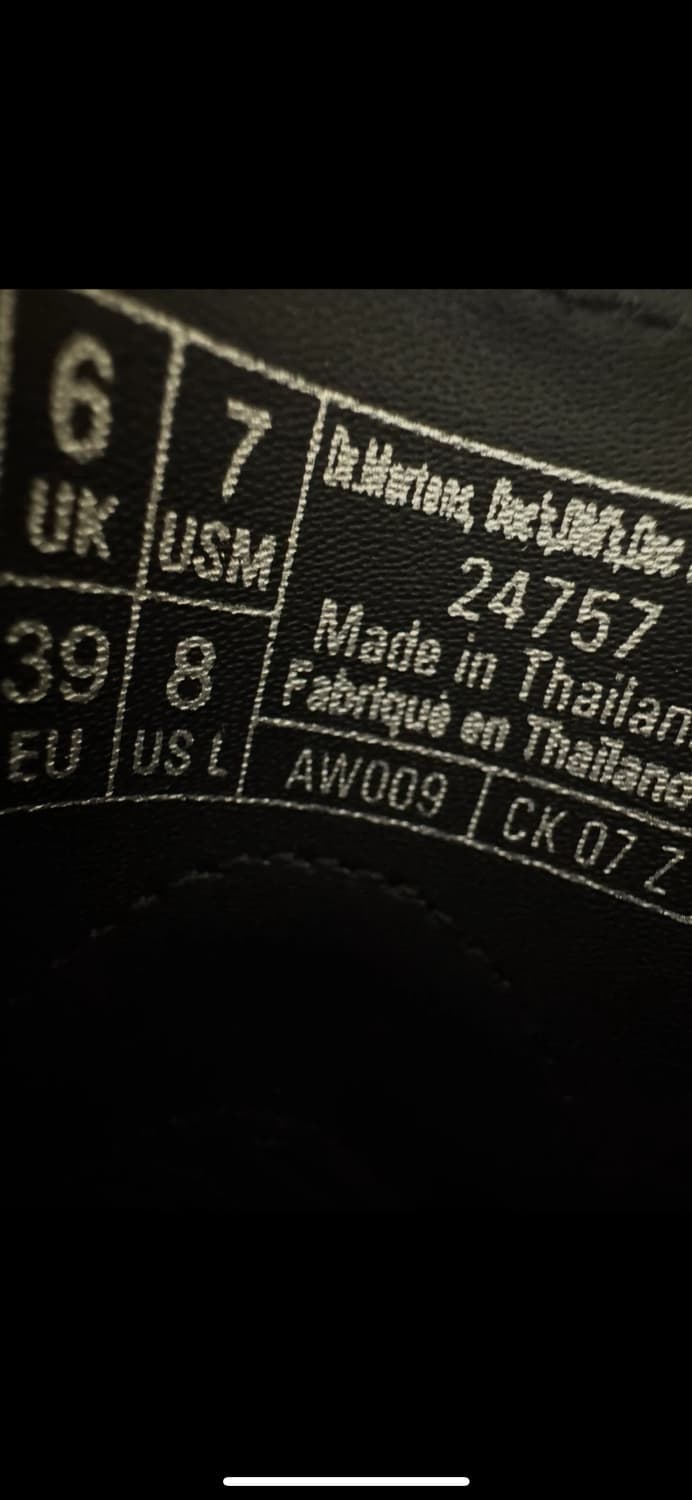 6 UK
7 USM
39 EU
8 US L
Dr. Martens,
24757
Made in Thailan
Fabriqué en Thailand
AW009
CK 07 Z